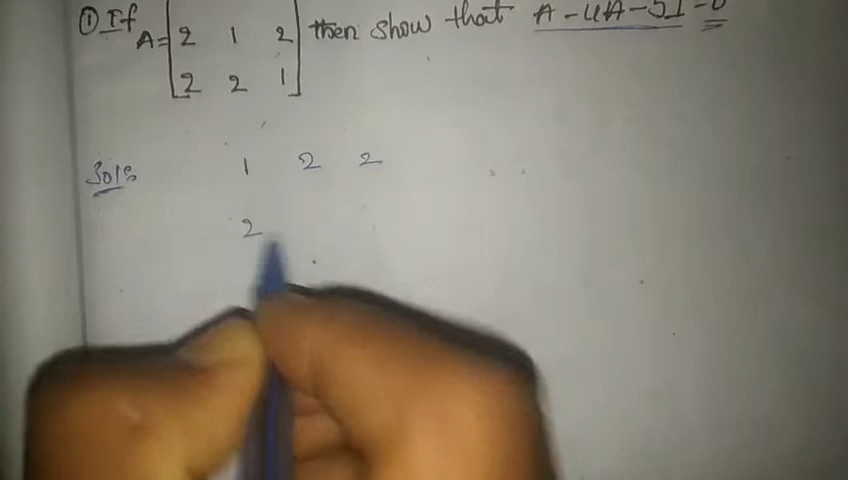 ① If A= 2 1 2 then show that A-4A-5I=0
2 2 1
Sol: 1 2 2
2